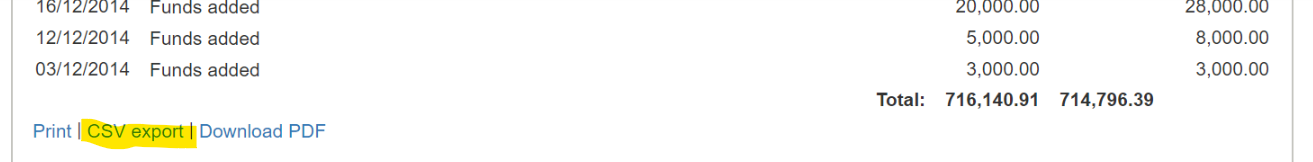 16/12/2014 Funds added 20,000.00 28,000.00
12/12/2014 Funds added 5,000.00 8,000.00
03/12/2014 Funds added 3,000.00 3,000.00
Total: 716,140.91 714,796.39
Print | CSV export | Download PDF